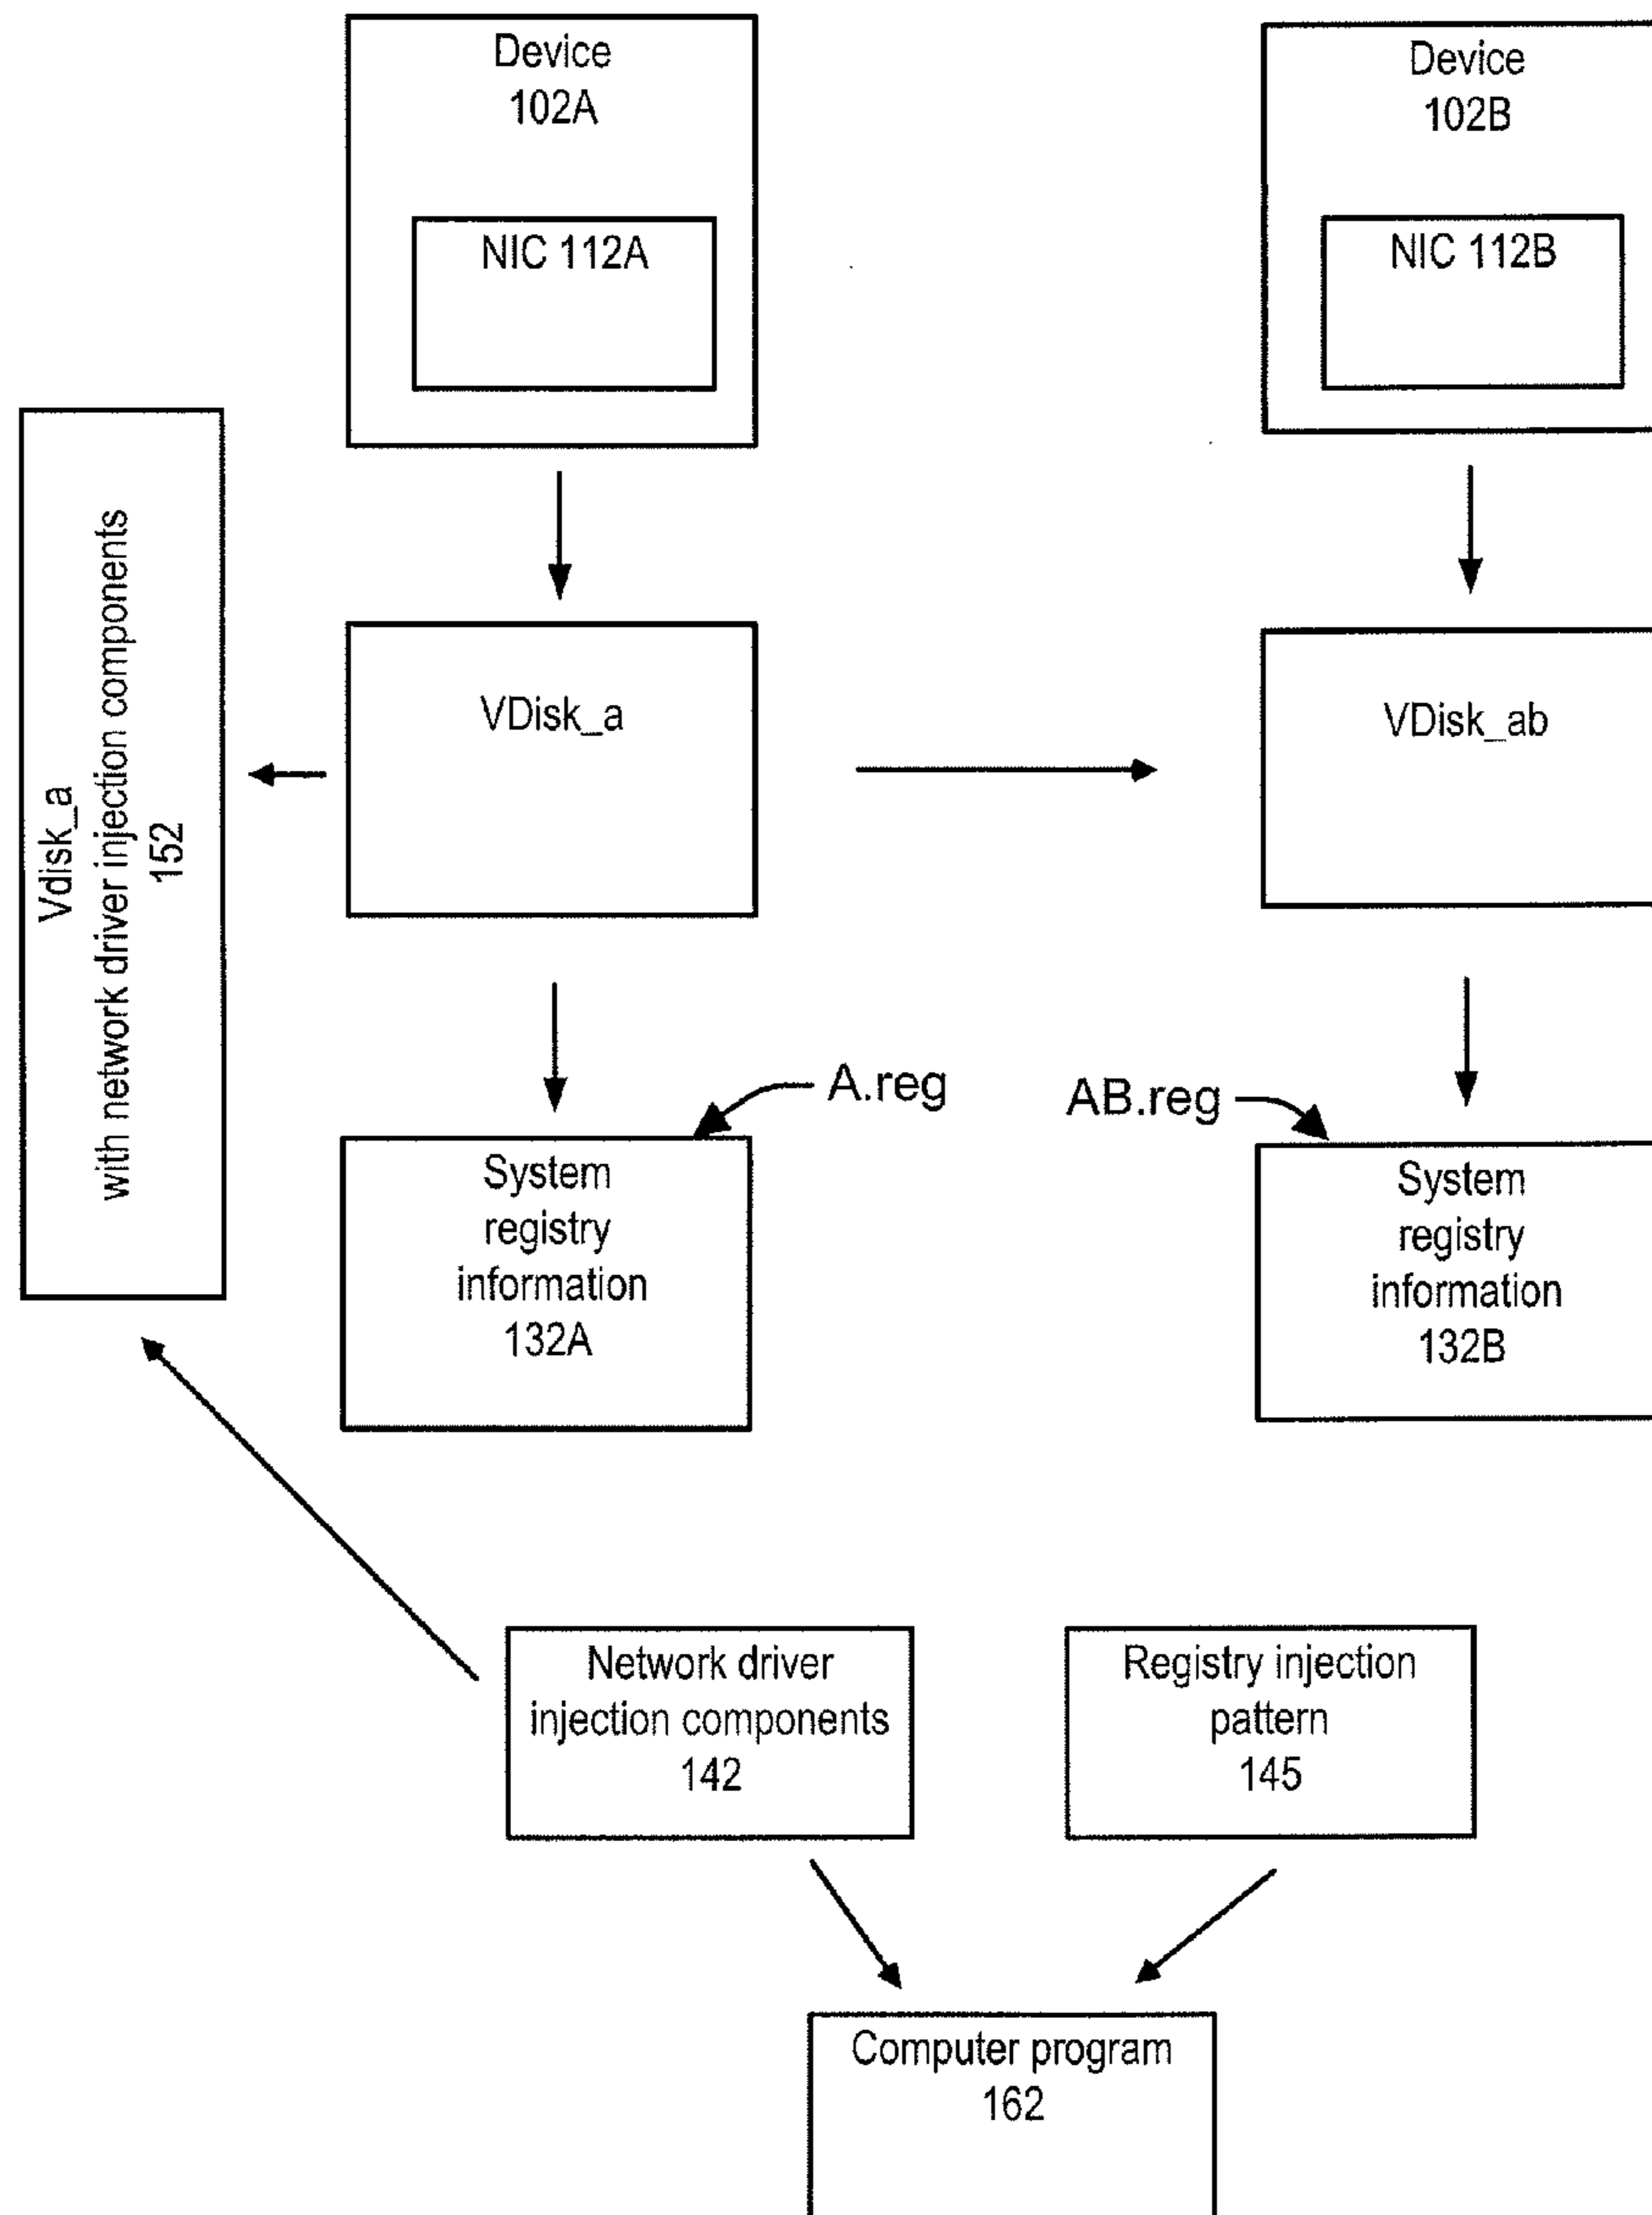 Device
102A
NIC 112A
Device
102B
NIC 112B
Vdisk_a
with network driver injection components
152
VDisk_a
VDisk_ab
A.reg
AB.reg
System
registry
information
132A
System
registry
information
132B
Network driver
injection components
142
Registry injection
pattern
145
Computer program
162